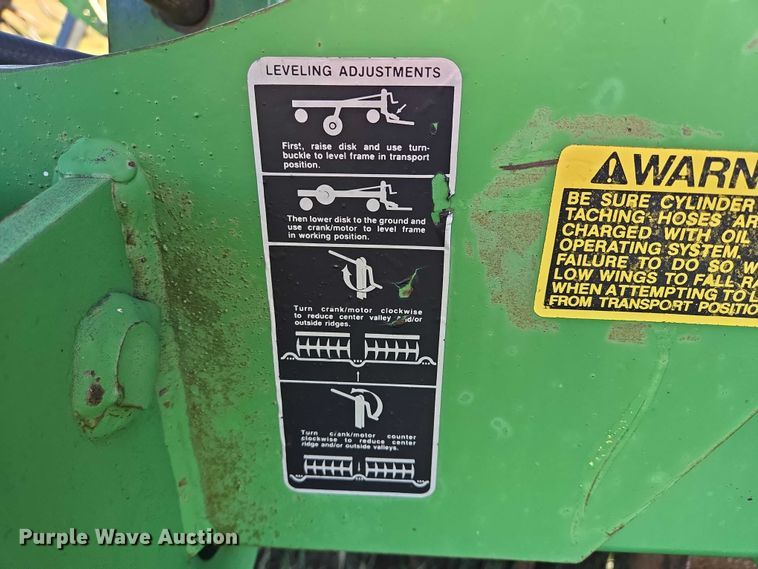 LEVELING ADJUSTMENTS
First, raise disk and use turn-
buckle to level frame in transport
position.
Then lower disk to the ground and
use crank/motor to level frame
in working position.
Turn crank/motor clockwise
to reduce center valley and/or
outside ridges.
Turn crank/motor counter
clockwise to reduce center
ridge and/or outside valleys.
WARN
BE SURE CYLINDER
TACHING HOSES AR
CHARGED WITH OIL
OPERATING SYSTEM.
FAILURE TO DO SO W
LOW WINGS TO FALL RA
WHEN ATTEMPTING TO L
FROM TRANSPORT POSITIO
Purple Wave Auction